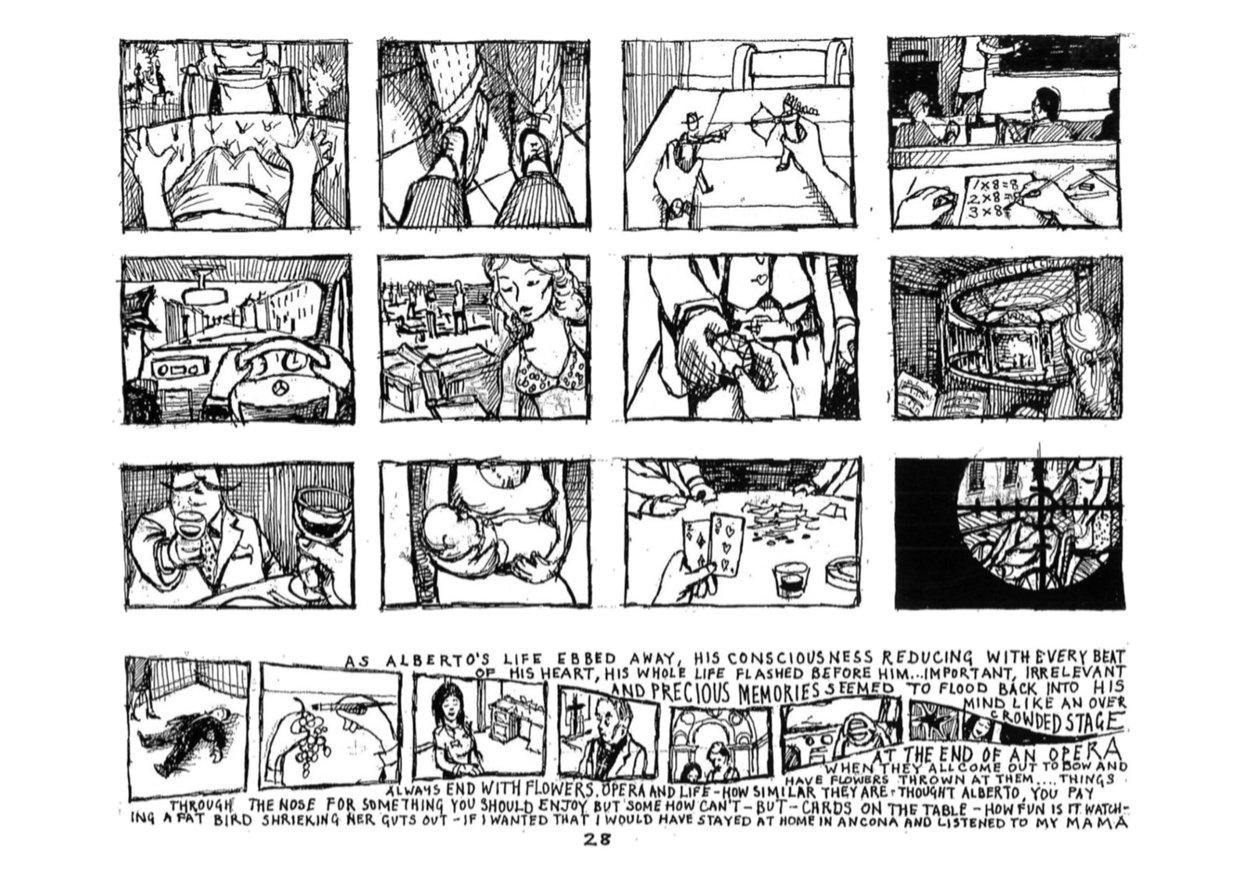 1×8=8
2×8=
3×8=
2
3
AS ALBERTO'S LIFE EBBED AWAY, HIS CONSCIOUSNESS REDUCING WITH EVERY BEAT
OF HIS HEART, HIS WHOLE LIFE FLASHED BEFORE HIM...IMPORTANT, IRRELEVANT
AND PRECIOUS MEMORIES SEEMED TO FLOOD BACK INTO HIS
MIND LIKE AN OVER
CROWDED STAGE
AT THE END OF AN OPERA
WHEN THEY ALL COME OUT TO BOW AND
HAVE FLOWERS THROWN AT THEM.... THINGS
ALWAYS END WITH FLOWERS. OPERA AND LIFE - HOW SIMILAR THEY ARE - THOUGHT ALBERTO, YOU PAY
THROUGH THE NOSE FOR SOMETHING YOU SHOULD ENJOY BUT SOME HOW CAN'T - BUT - CARDS ON THE TABLE - HOW FUN IS IT WATCH-
ING A FAT BIRD SHRIEKING HER GUTS OUT - IF I WANTED THAT I WOULD HAVE STAYED AT HOME IN ANCONA AND LISTENED TO MY MAMA
28